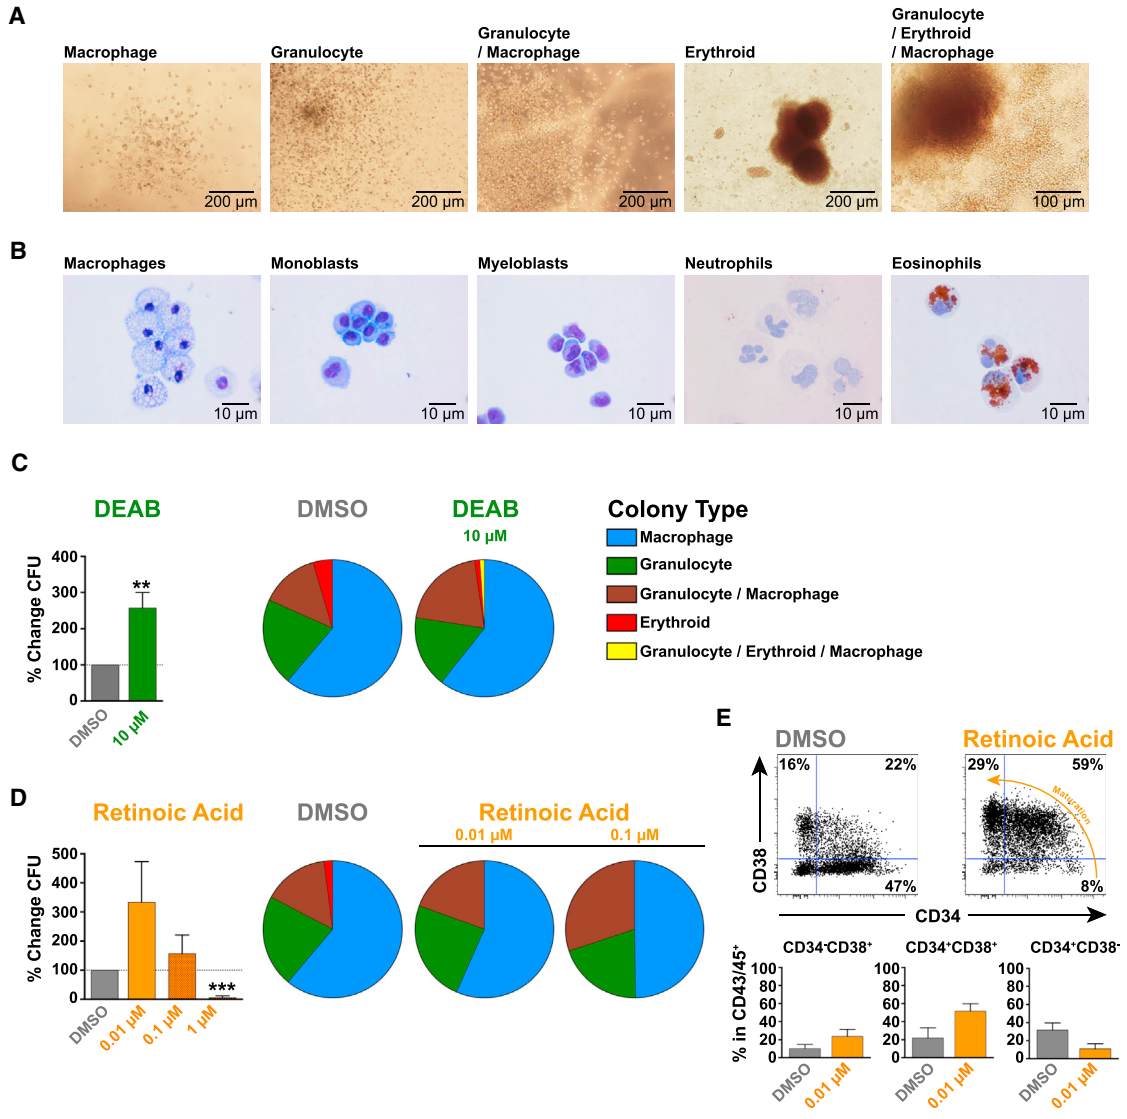 A
Macrophage
Granulocyte
Granulocyte
/ Macrophage
Erythroid
Granulocyte
/ Erythroid
/ Macrophage
200 µm
200 µm
200 µm
200 µm
100 µm
B
Macrophages
Monoblasts
Myeloblasts
Neutrophils
Eosinophils
10 µm
10 µm
10 µm
10 µm
10 µm
C
DEAB
% Change CFU
400
300
200
100
0
**
DMSO
10 µM
DMSO
DEAB
10 µM
Colony Type
Macrophage
Granulocyte
Granulocyte / Macrophage
Erythroid
Granulocyte / Erythroid / Macrophage
D
Retinoic Acid
% Change CFU
500
400
300
200
100
0
***
DMSO
0.01 µM
0.1 µM
1 µM
DMSO
Retinoic Acid
0.01 µM
0.1 µM
E
DMSO
Retinoic Acid
16%
22%
47%
29%
59%
8%
Maturation
CD38
CD34
% in CD43/45⁺
CD34⁻CD38⁺
100
80
60
40
20
0
DMSO
0.01 µM
CD34⁺CD38⁺
100
80
60
40
20
0
DMSO
0.01 µM
CD34⁺CD38⁻
100
80
60
40
20
0
DMSO
0.01 µM